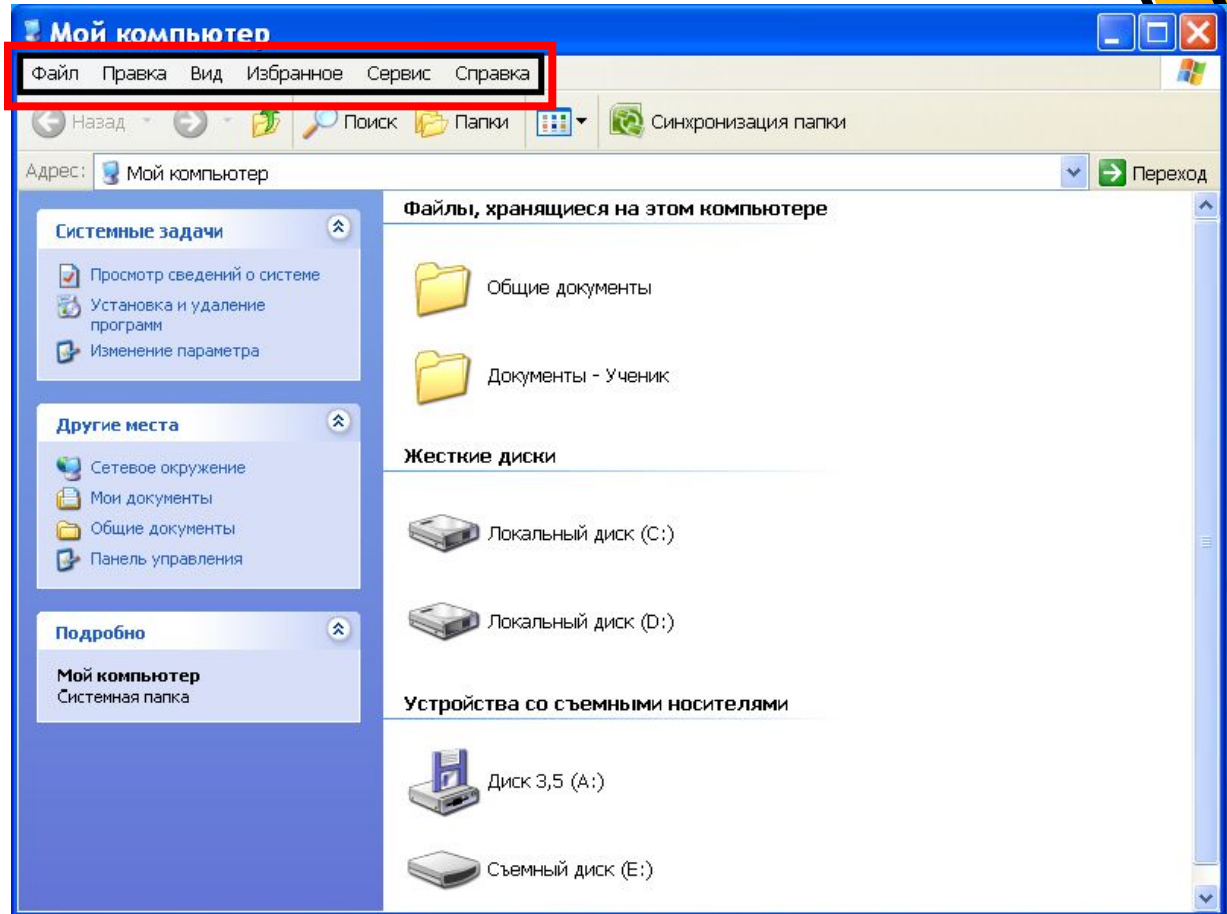 Мой компьютер
Файл Правка Вид Избранное Сервис Справка
Назад Поиск Папки Синхронизация папки
Адрес: Мой компьютер Переход
Системные задачи
Просмотр сведений о системе
Установка и удаление
программ
Изменение параметра
Другие места
Сетевое окружение
Мои документы
Общие документы
Панель управления
Подробно
Мой компьютер
Системная папка
Файлы, хранящиеся на этом компьютере
Общие документы
Документы - Ученик
Жесткие диски
Локальный диск (C:)
Локальный диск (D:)
Устройства со съемными носителями
Диск 3,5 (A:)
Съемный диск (E:)